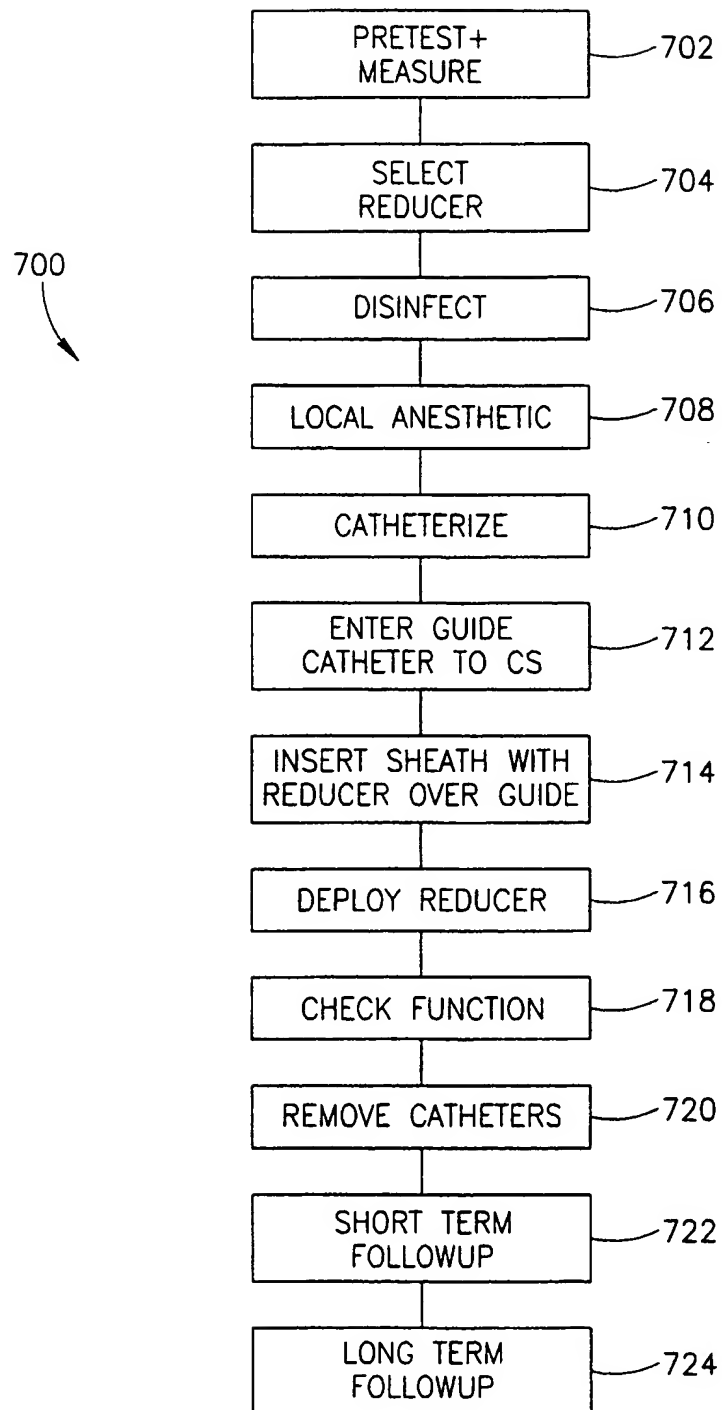 PRETEST+
MEASURE
702
SELECT
REDUCER
704
700
DISINFECT
706
LOCAL ANESTHETIC
708
CATHETERIZE
710
ENTER GUIDE
CATHETER TO CS
712
INSERT SHEATH WITH
REDUCER OVER GUIDE
714
DEPLOY REDUCER
716
CHECK FUNCTION
718
REMOVE CATHETERS
720
SHORT TERM
FOLLOWUP
722
LONG TERM
FOLLOWUP
724